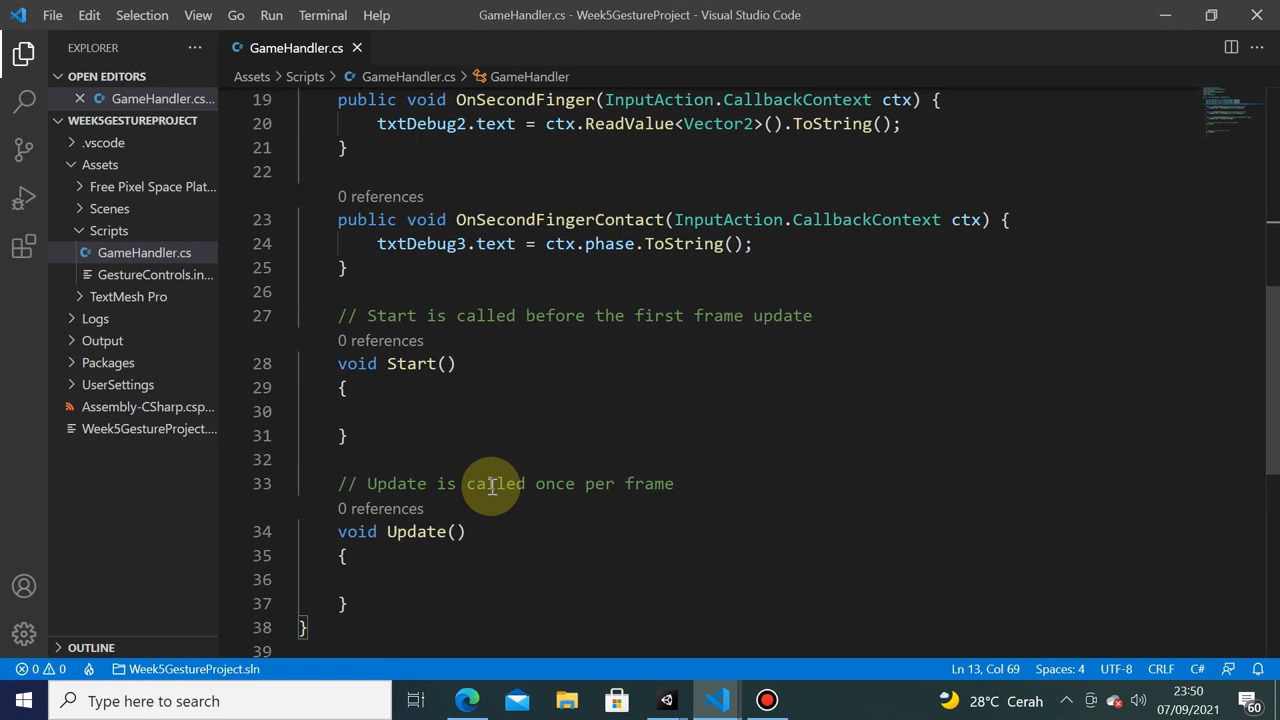 File Edit Selection View Go Run Terminal Help GameHandler.cs - Week5GestureProject - Visual Studio Code
EXPLORER
OPEN EDITORS
GameHandler.cs...
WEEK5GESTUREPROJECT
.vscode
Assets
Free Pixel Space Plat...
Scenes
Scripts
GameHandler.cs
GestureControls.in...
TextMesh Pro
Logs
Output
Packages
UserSettings
Assembly-CSharp.csp...
Week5GestureProject....
OUTLINE
GameHandler.cs
Assets > Scripts > GameHandler.cs > GameHandler
19 public void OnSecondFinger(InputAction.CallbackContext ctx) {
20 txtDebug2.text = ctx.ReadValue<Vector2>().ToString();
21 }
22
0 references
23 public void OnSecondFingerContact(InputAction.CallbackContext ctx) {
24 txtDebug3.text = ctx.phase.ToString();
25 }
26
27 // Start is called before the first frame update
0 references
28 void Start()
29 {
30
31 }
32
33 // Update is called once per frame
0 references
34 void Update()
35 {
36
37 }
38 }
39
0 0 Week5GestureProject.sln Ln 13, Col 69 Spaces: 4 UTF-8 CRLF C#
Type here to search
28°C Cerah
23:50
07/09/2021
60